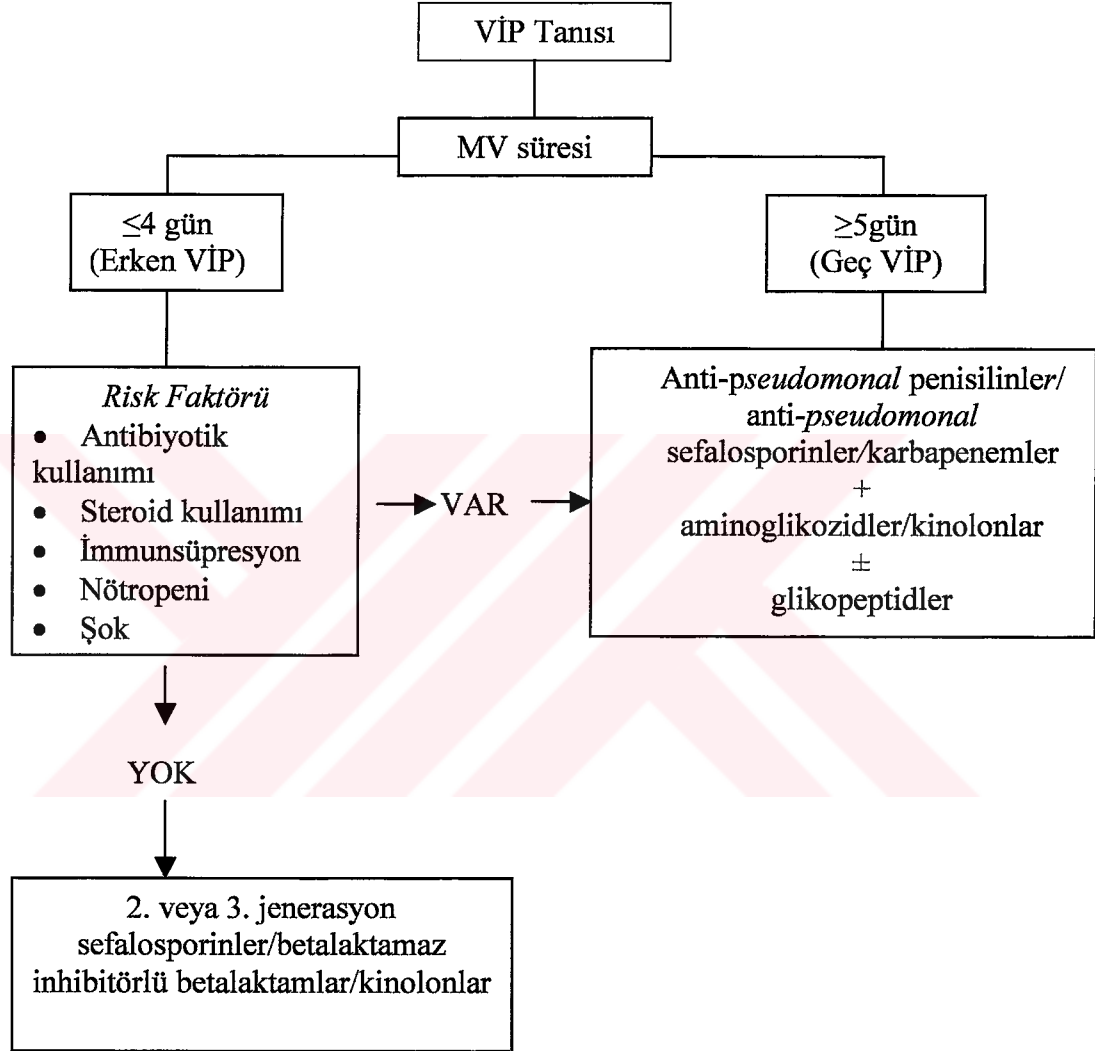 VİP Tanısı
MV süresi
≤4 gün
(Erken VİP)
≥5gün
(Geç VİP)
Risk Faktörü
• Antibiyotik
kullanımı
• Steroid kullanımı
• İmmunsüpresyon
• Nötropeni
• Şok
VAR
Anti-pseudomonal penisilinler/
anti-pseudomonal
sefalosporinler/karbapenemler
+
aminoglikozidler/kinolonlar
±
glikopeptidler
YOK
2. veya 3. jenerasyon
sefalosporinler/betalaktamaz
inhibitörlü betalaktamlar/kinolonlar